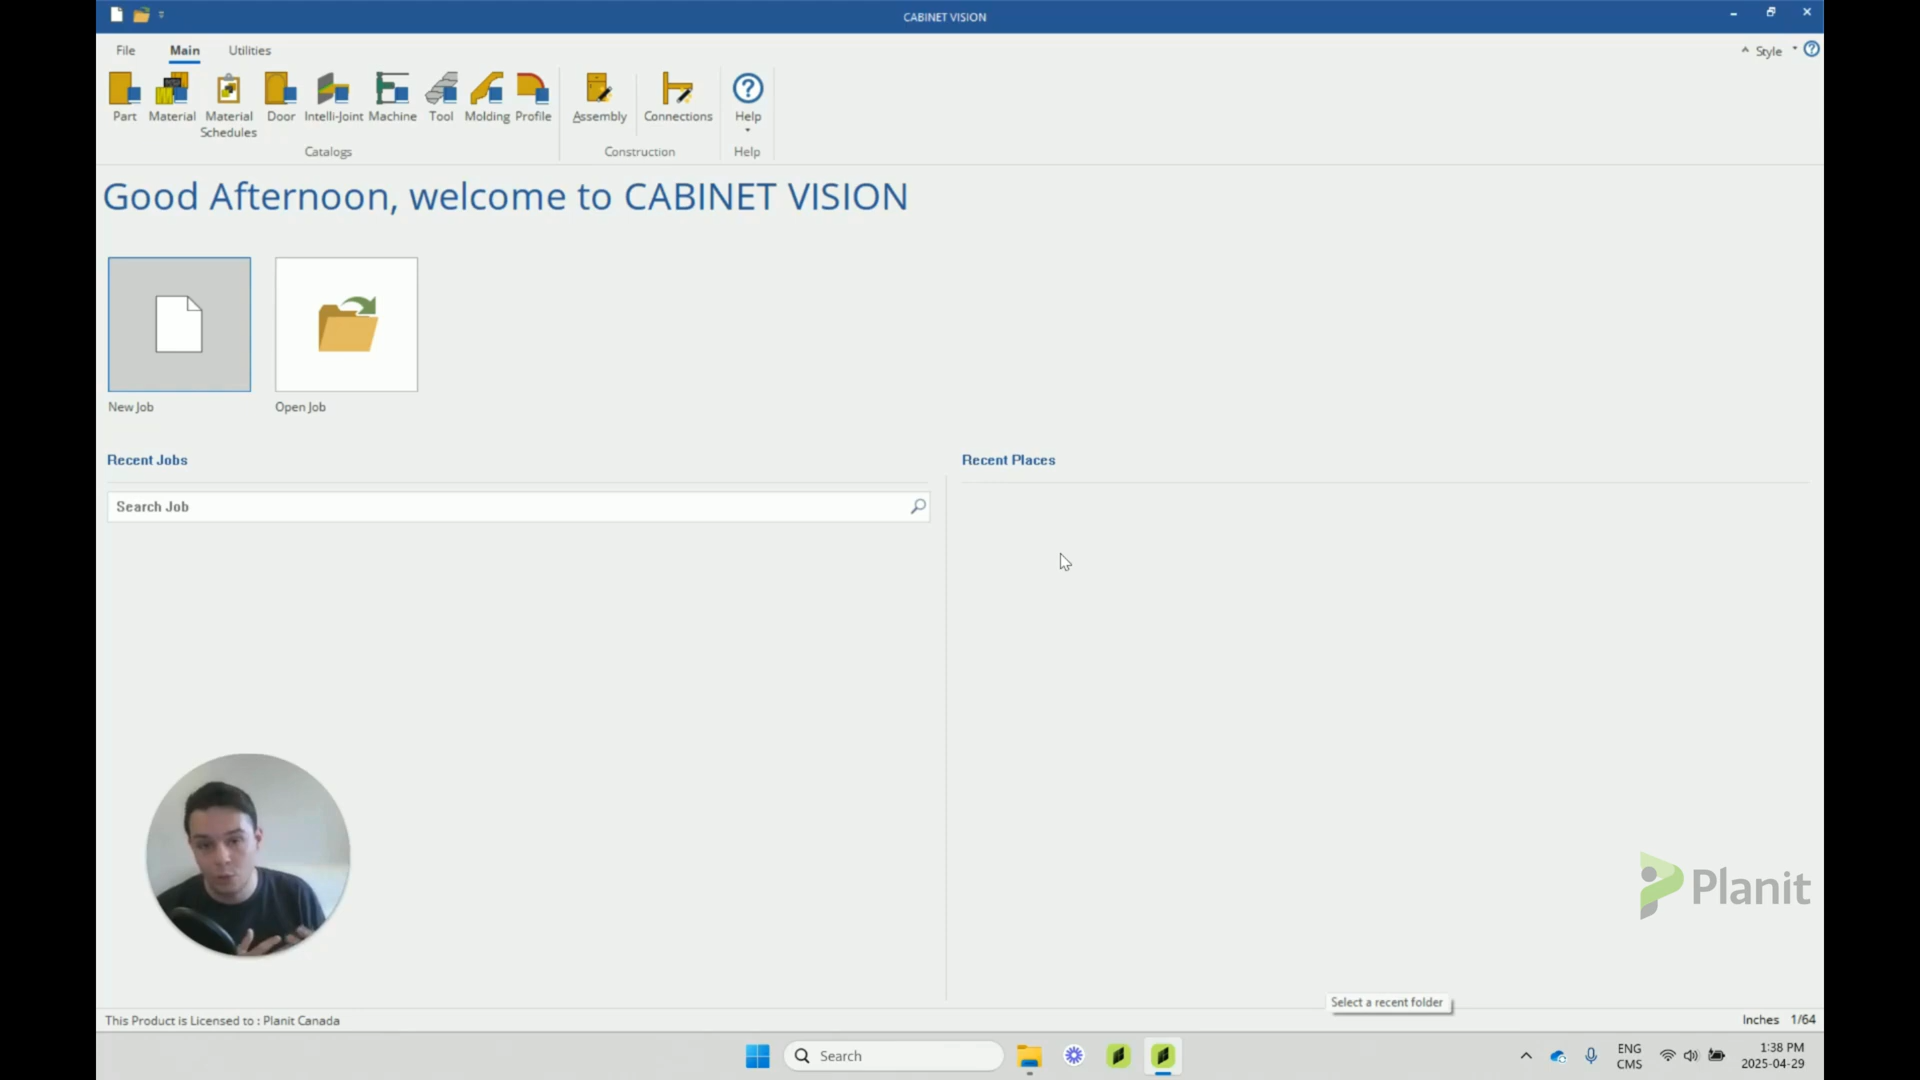 CABINET VISION
File Main Utilities
Style
Part Material Material Schedules Door Intelli-Joint Machine Tool Molding Profile Assembly Connections Help
Catalogs Construction Help
Good Afternoon, welcome to CABINET VISION
New Job Open Job
Recent Jobs Recent Places
Search Job
Planit
Select a recent folder
This Product is Licensed to : Planit Canada Inches 1/64
Search
ENG
CMS
1:38 PM
2025-04-29